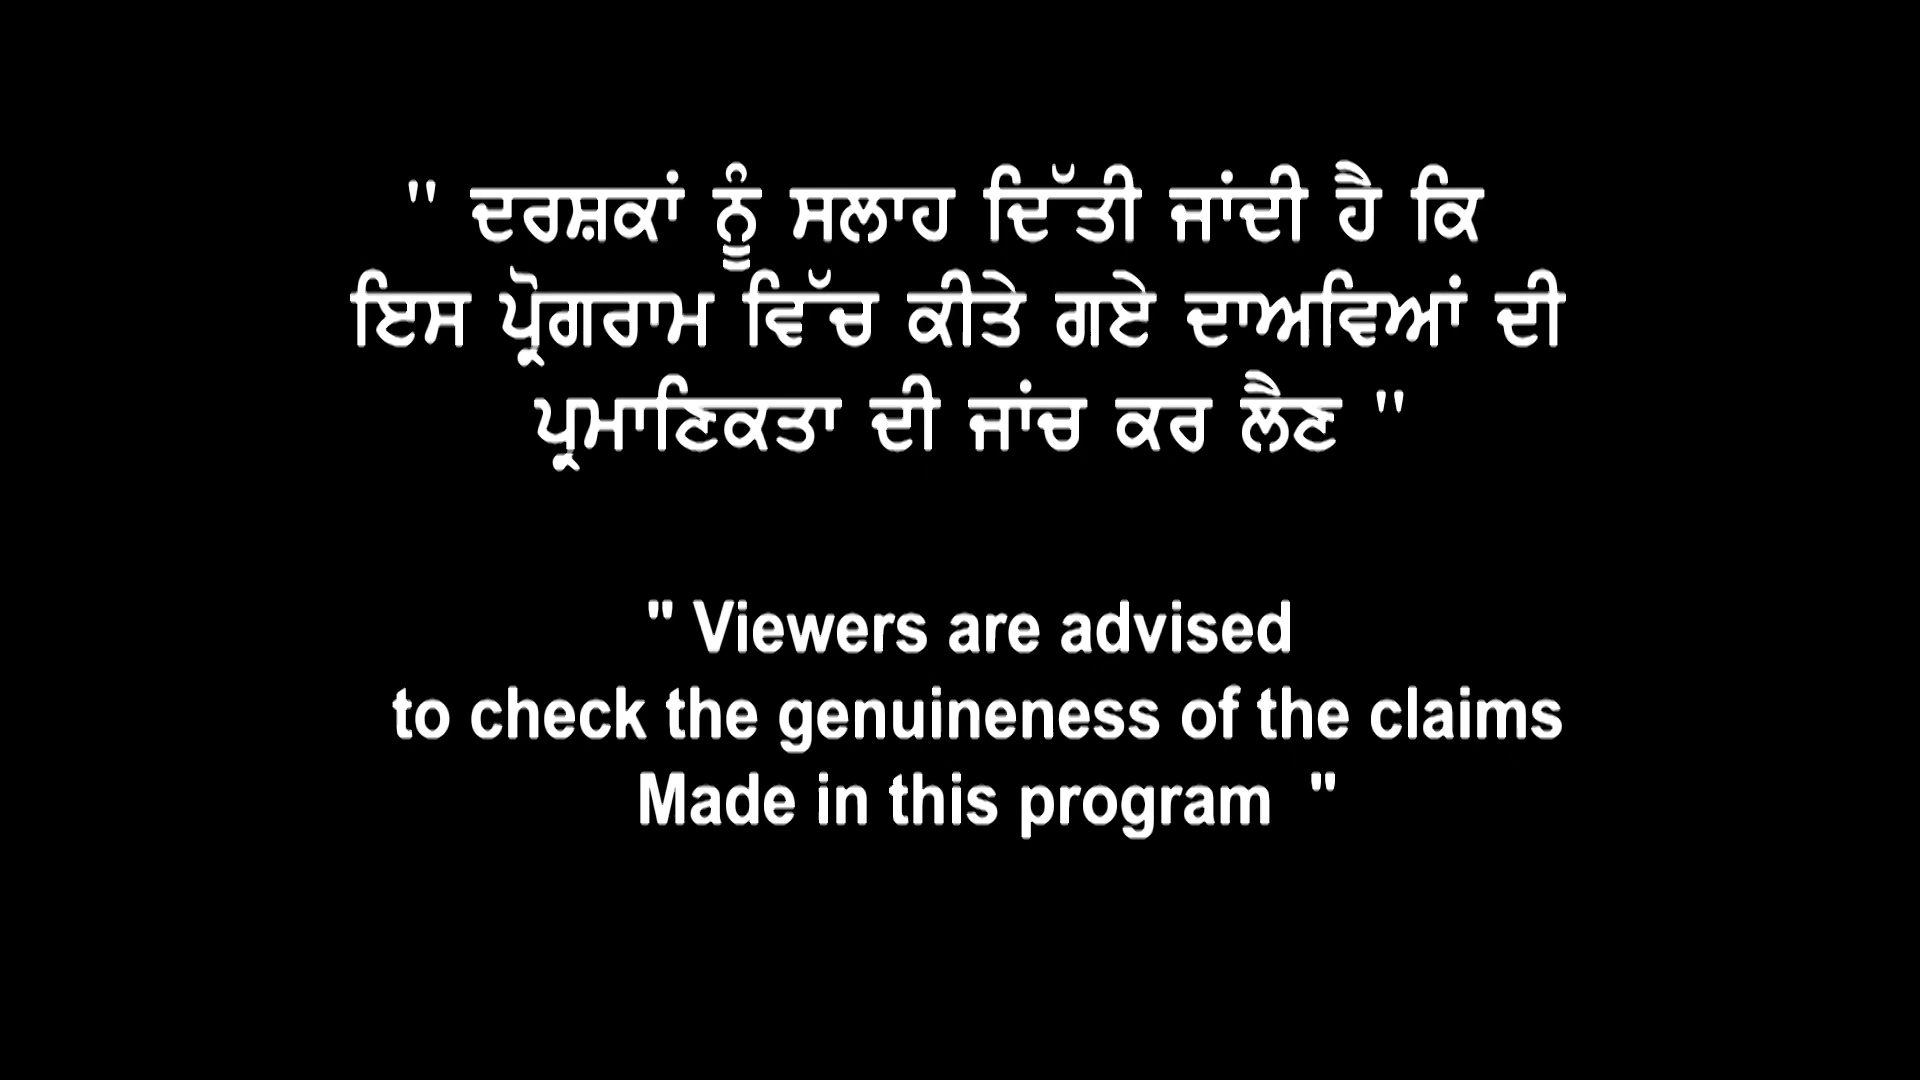 " ਦਰਸ਼ਕਾਂ ਨੂੰ ਸਲਾਹ ਦਿੱਤੀ ਜਾਂਦੀ ਹੈ ਕਿ
ਇਸ ਪ੍ਰੋਗਰਾਮ ਵਿੱਚ ਕੀਤੇ ਗਏ ਦਾਅਵਿਆਂ ਦੀ
ਪ੍ਰਮਾਣਿਕਤਾ ਦੀ ਜਾਂਚ ਕਰ ਲੈਣ "
" Viewers are advised
to check the genuineness of the claims
Made in this program "